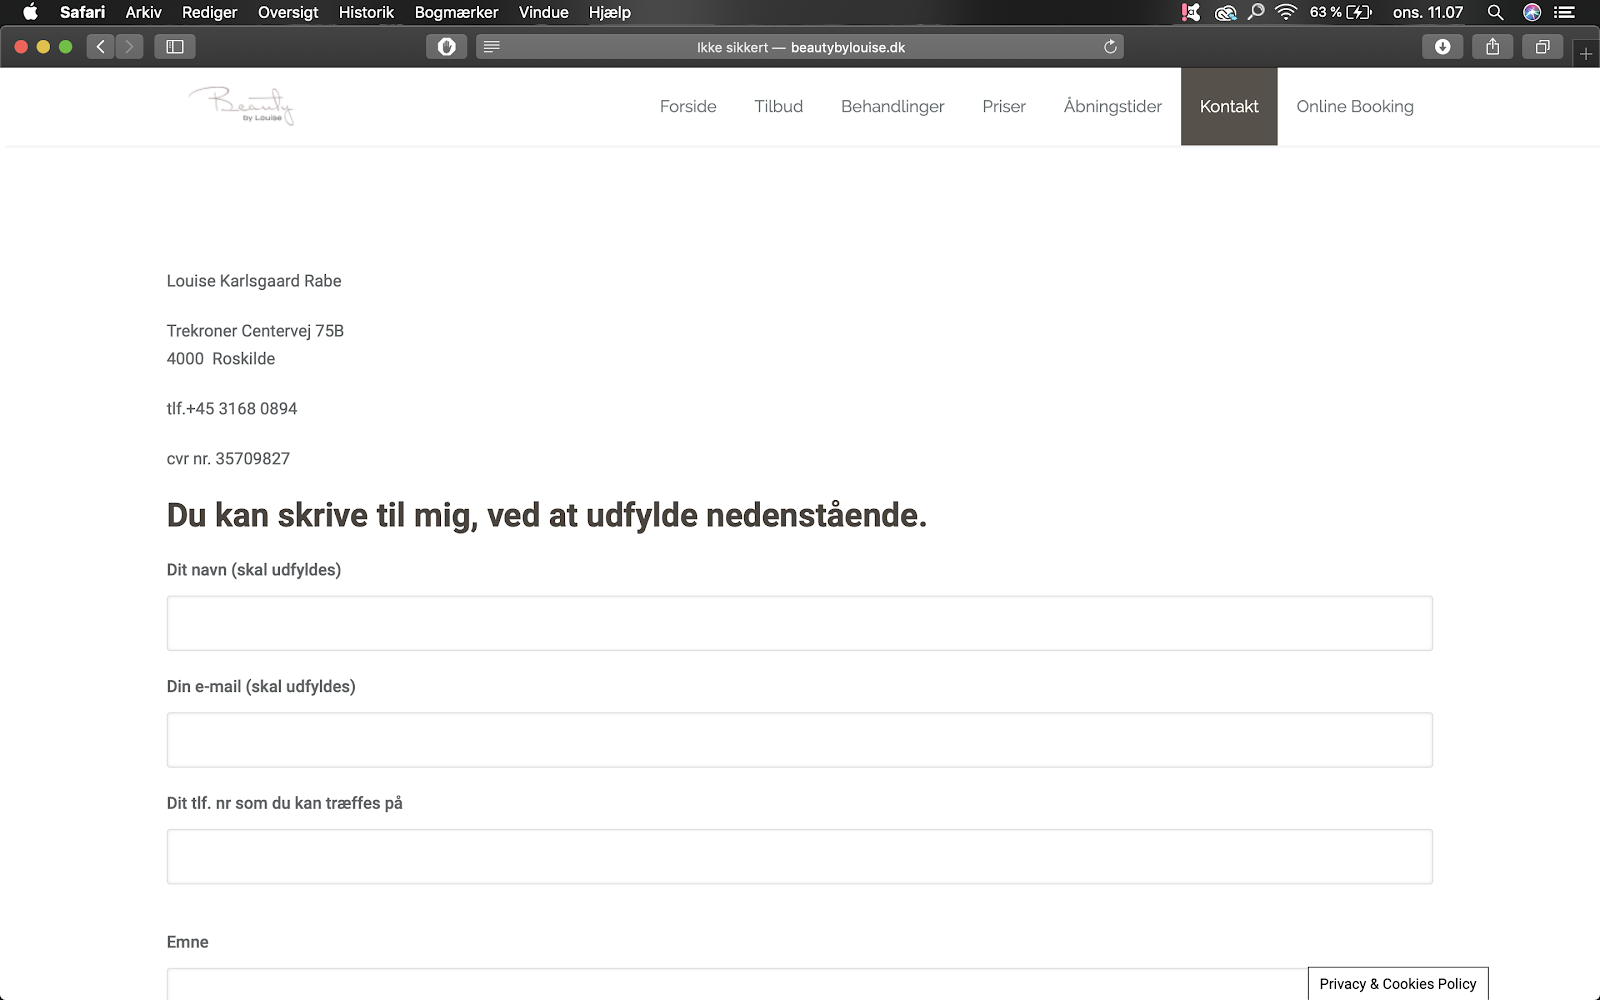 Safari Arkiv Rediger Oversigt Historik Bogmærker Vindue Hjælp 63 % ons. 11.07
Ikke sikkert — beautybylouise.dk
Beauty
by Louise
Forside Tilbud Behandlinger Priser Åbningstider Kontakt Online Booking
Louise Karlsgaard Rabe
Trekroner Centervej 75B
4000 Roskilde
tlf.+45 3168 0894
cvr nr. 35709827
Du kan skrive til mig, ved at udfylde nedenstående.
Dit navn (skal udfyldes)
Din e-mail (skal udfyldes)
Dit tlf. nr som du kan træffes på
Emne
Privacy & Cookies Policy